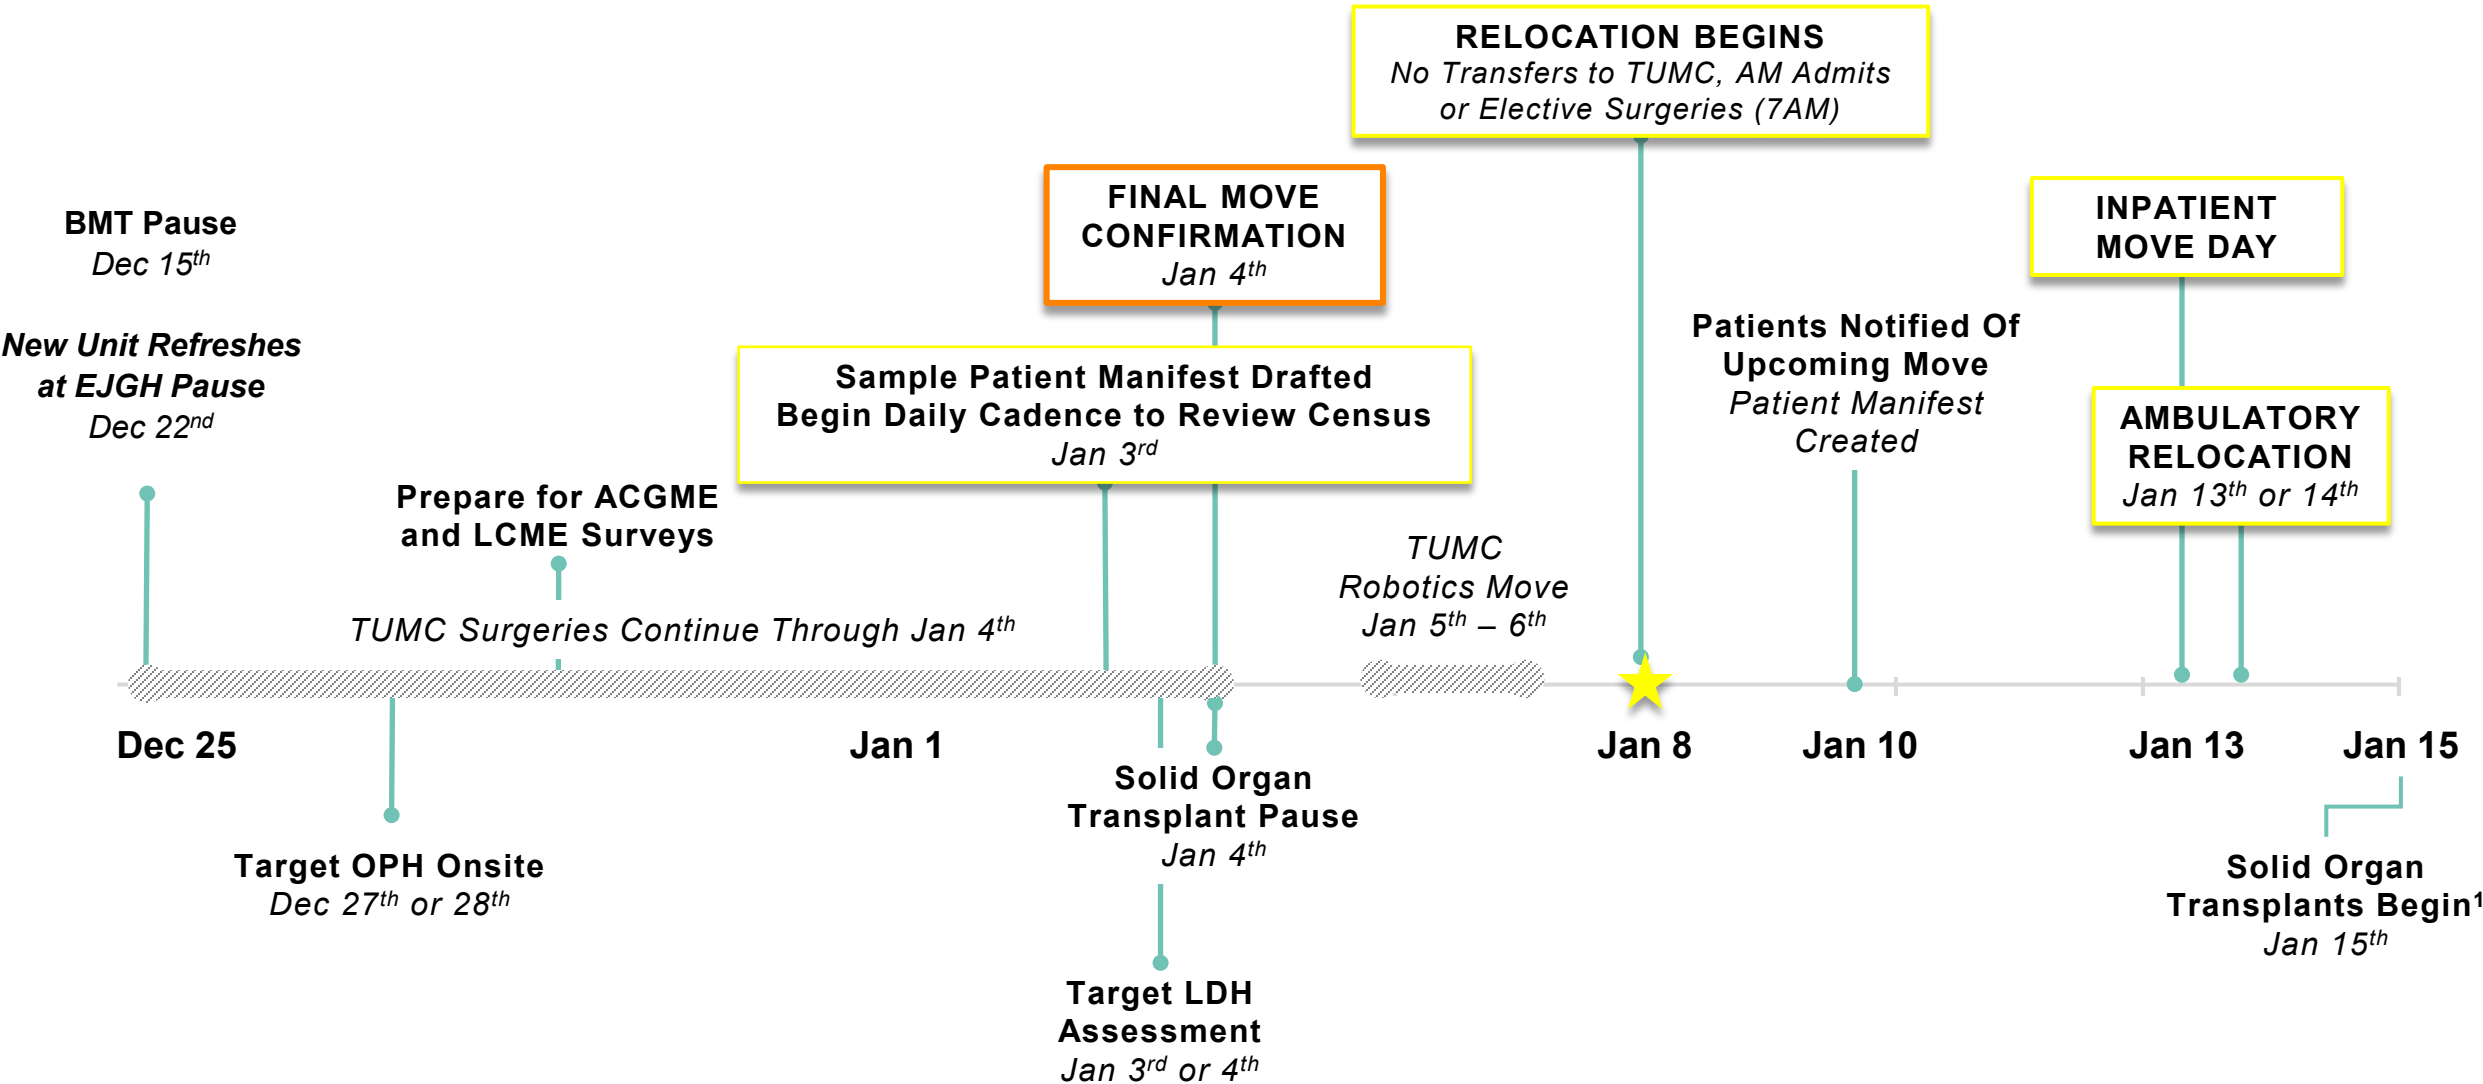 RELOCATION BEGINS
No Transfers to TUMC, AM Admits
or Elective Surgeries (7AM)
FINAL MOVE
CONFIRMATION
Jan 4th
INPATIENT
MOVE DAY
BMT Pause
Dec 15th
New Unit Refreshes
at EJGH Pause
Dec 22nd
Sample Patient Manifest Drafted
Begin Daily Cadence to Review Census
Jan 3rd
Patients Notified Of
Upcoming Move
Patient Manifest
Created
AMBULATORY
RELOCATION
Jan 13th or 14th
Prepare for ACGME
and LCME Surveys
TUMC
Robotics Move
Jan 5th – 6th
TUMC Surgeries Continue Through Jan 4th
Dec 25
Jan 1
Jan 8
Jan 10
Jan 13
Jan 15
Solid Organ
Transplant Pause
Jan 4th
Target OPH Onsite
Dec 27th or 28th
Solid Organ
Transplants Begin1
Jan 15th
Target LDH
Assessment
Jan 3rd or 4th